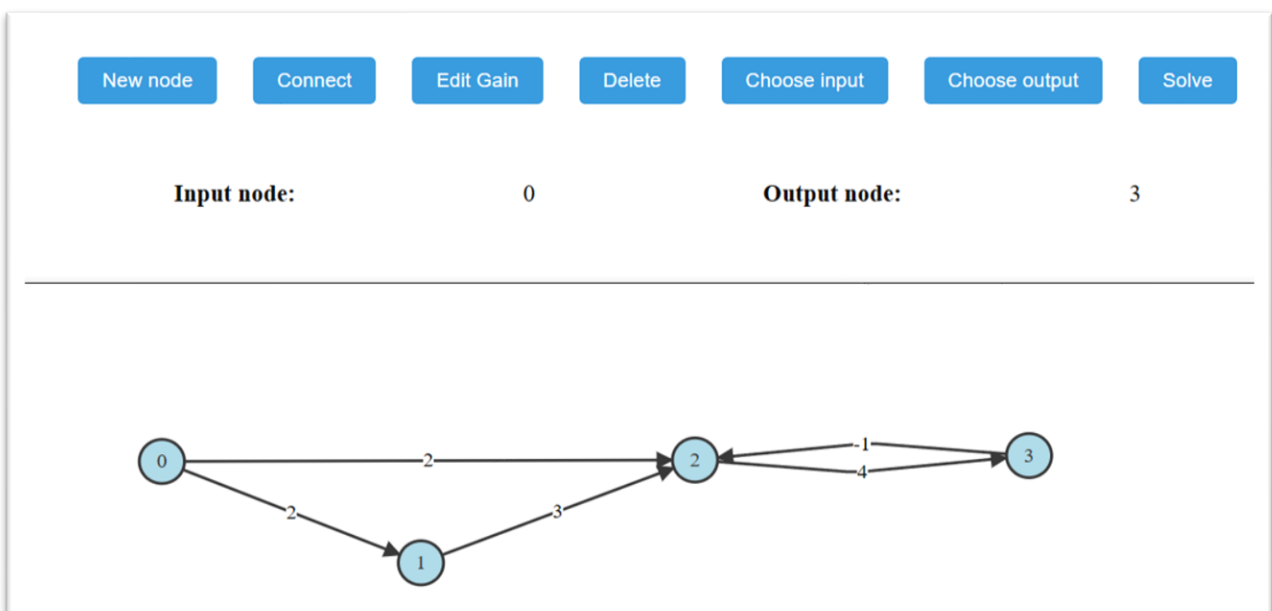 New node Connect Edit Gain Delete Choose input Choose output Solve
Input node: 0 Output node: 3
-1
0 2 2 4 3
2 3
1